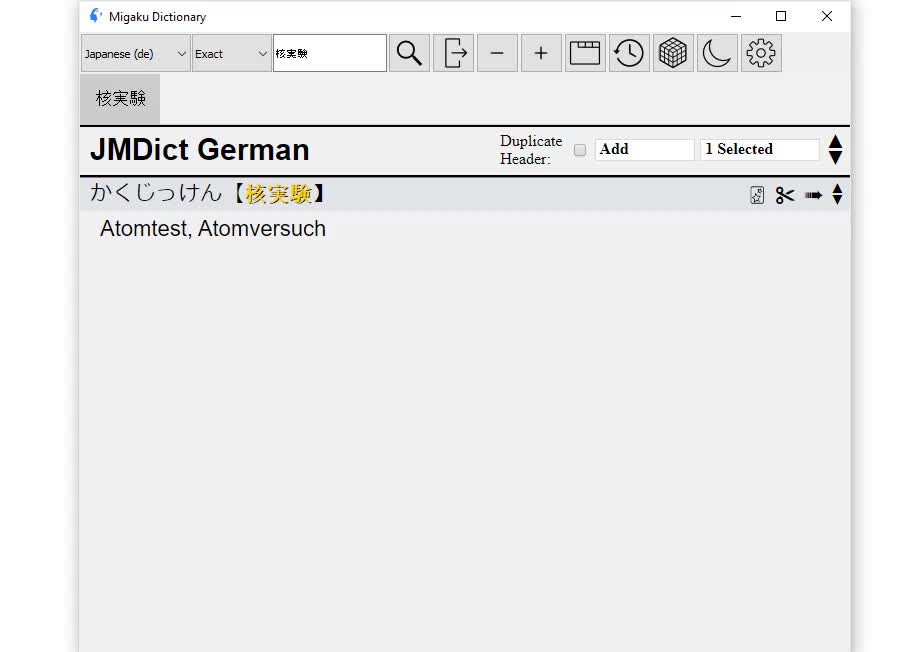 Migaku Dictionary
Japanese (de) Exact 核実験
核実験
JMDict German
Duplicate
Header:
Add
1 Selected
かくじっけん【核実験】
Atomtest, Atomversuch